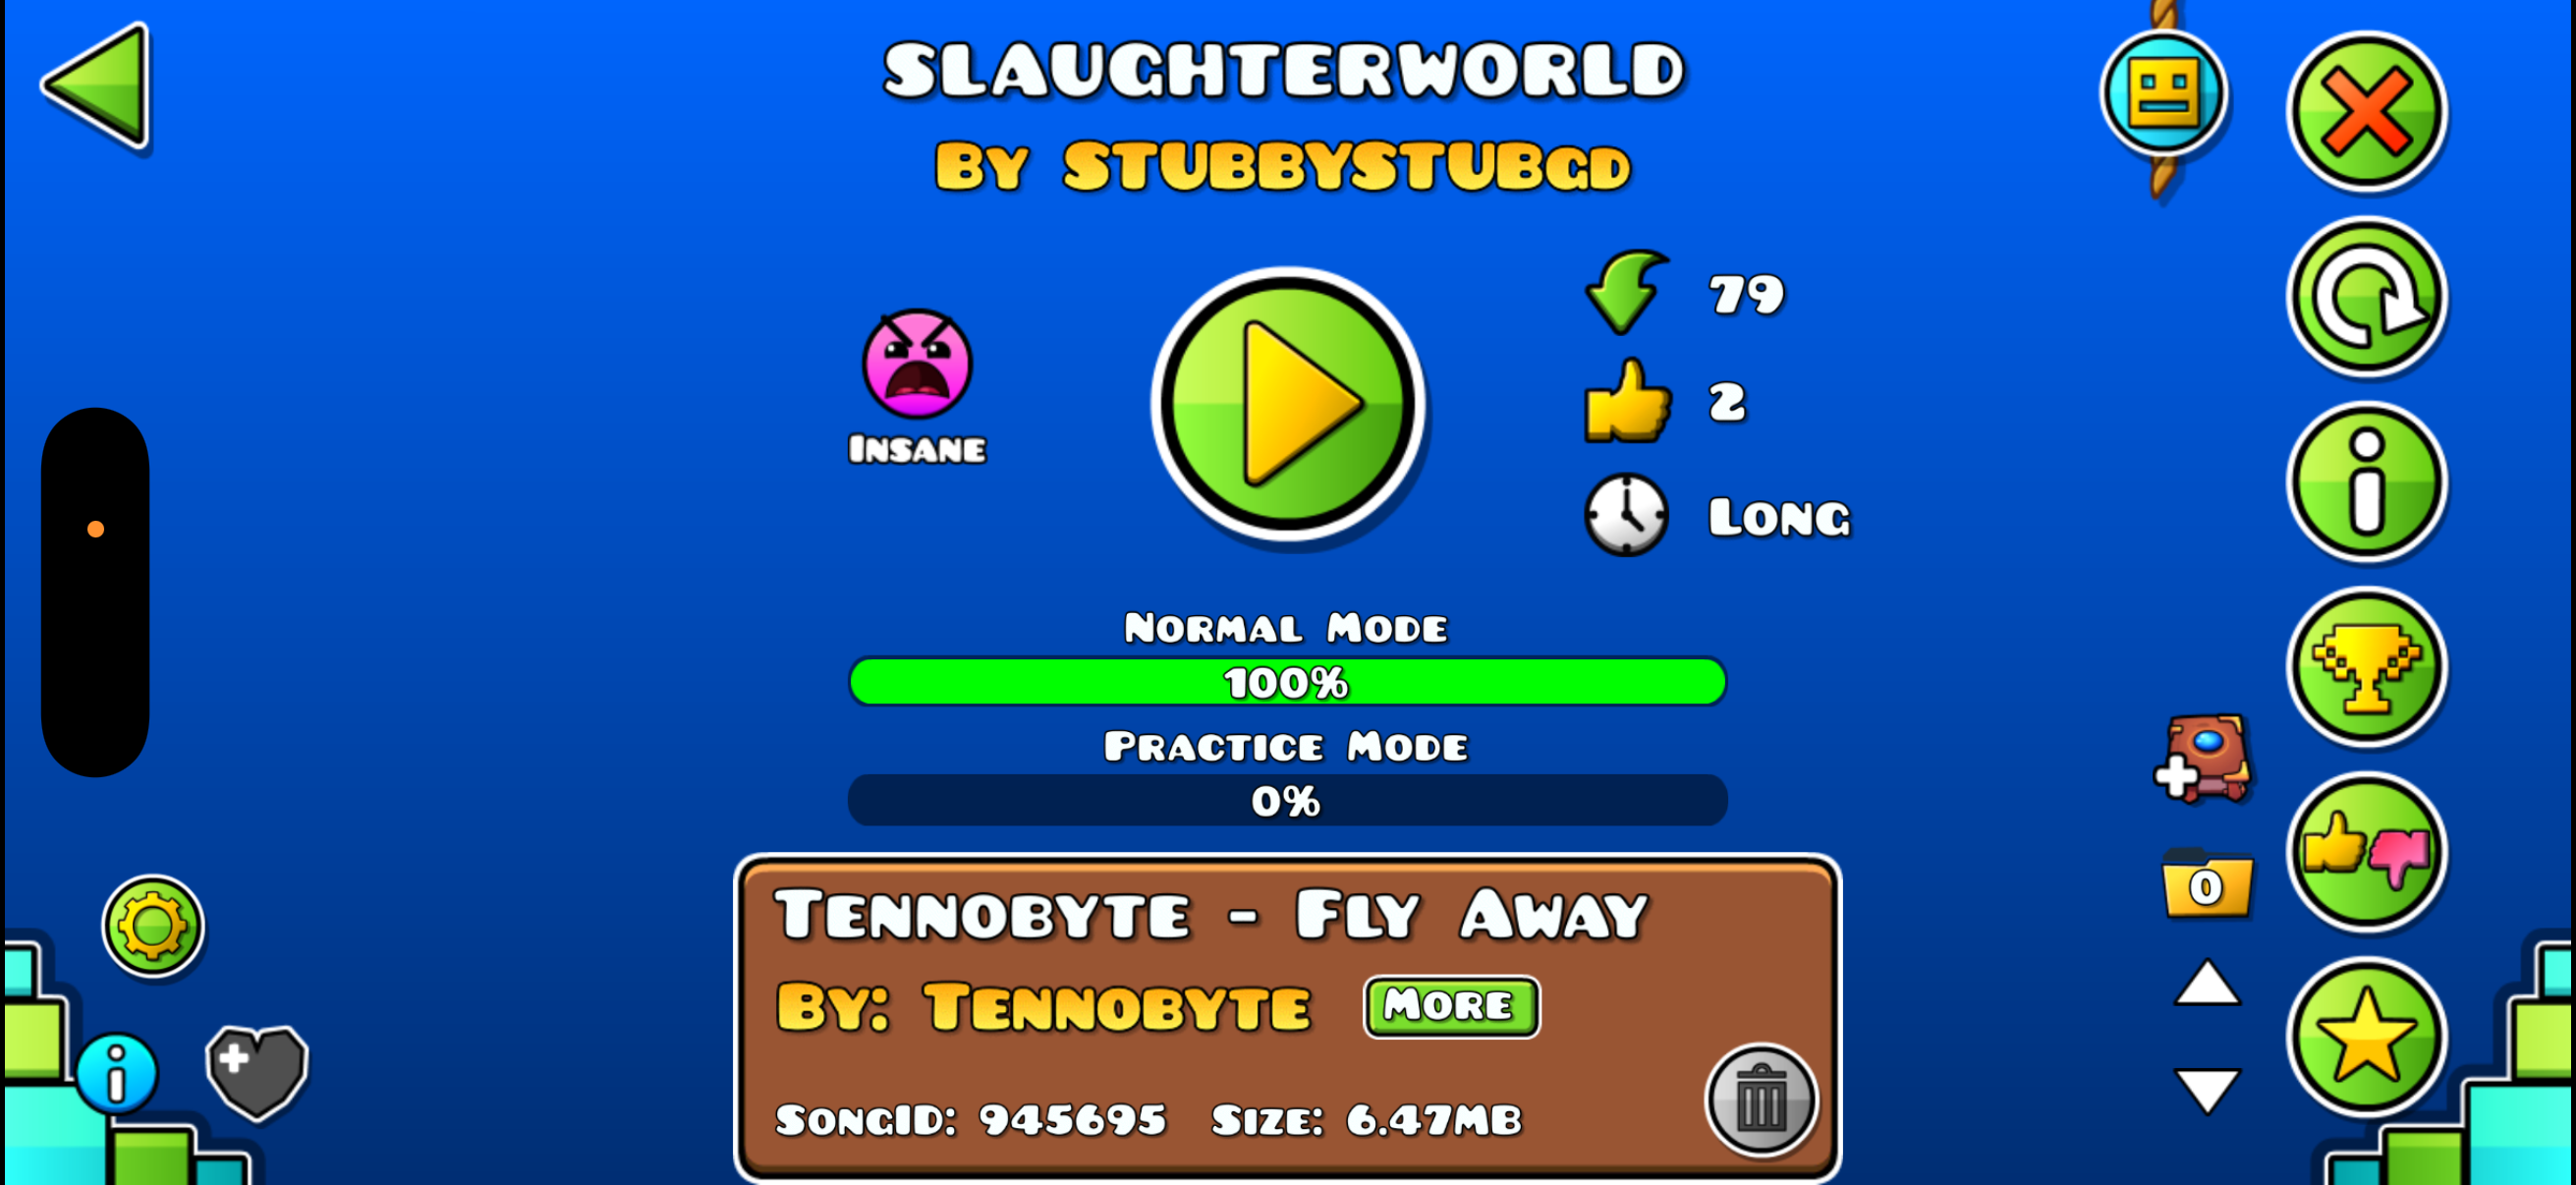 SLAUGHTERWORLD
BY STUBBYSTUBGD
INSANE
79
2
LONG
NORMAL MODE
100%
PRACTICE MODE
0%
TENNOBYTE - FLY AWAY
BY: TENNOBYTE MORE
SONGID: 945695 SIZE: 6.47MB
0